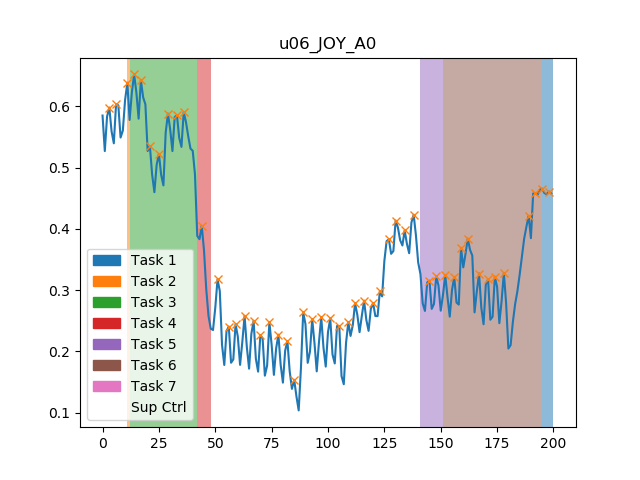 u06_JOY_A0
0.6
0.5
0.4
0.3
0.2
0.1
Task 1
Task 2
Task 3
Task 4
Task 5
Task 6
Task 7
Sup Ctrl
0 25 50 75 100 125 150 175 200